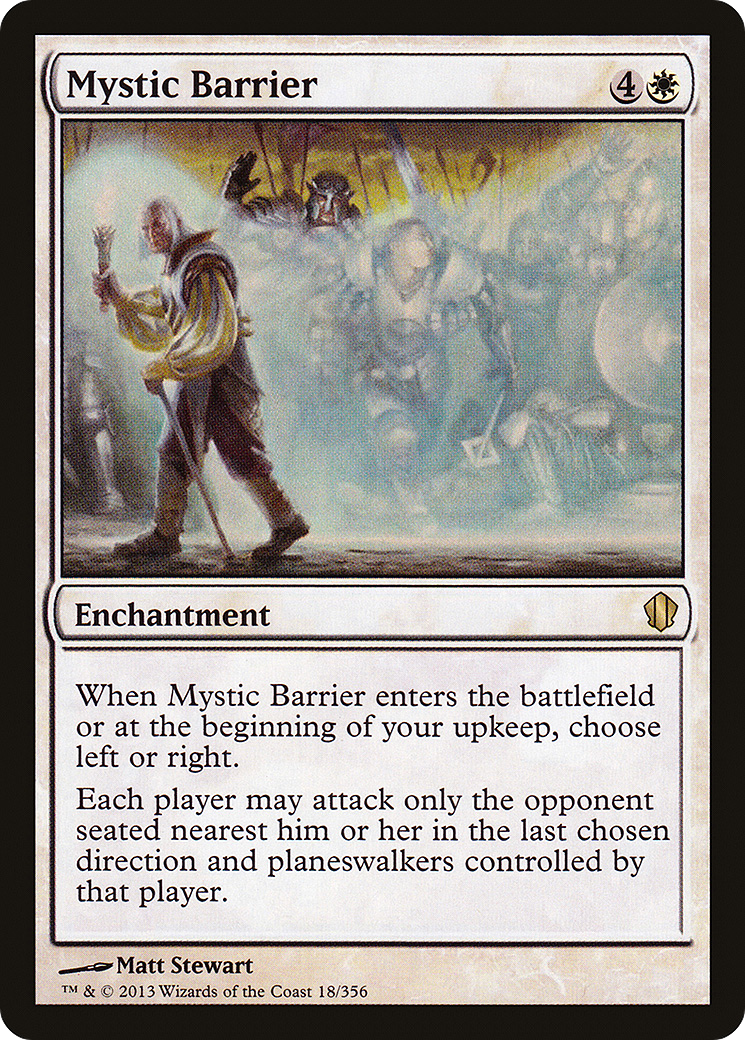 Mystic Barrier 4
Enchantment
When Mystic Barrier enters the battlefield
or at the beginning of your upkeep, choose
left or right.
Each player may attack only the opponent
seated nearest him or her in the last chosen
direction and planeswalkers controlled by
that player.
Matt Stewart
™ & © 2013 Wizards of the Coast 18/356